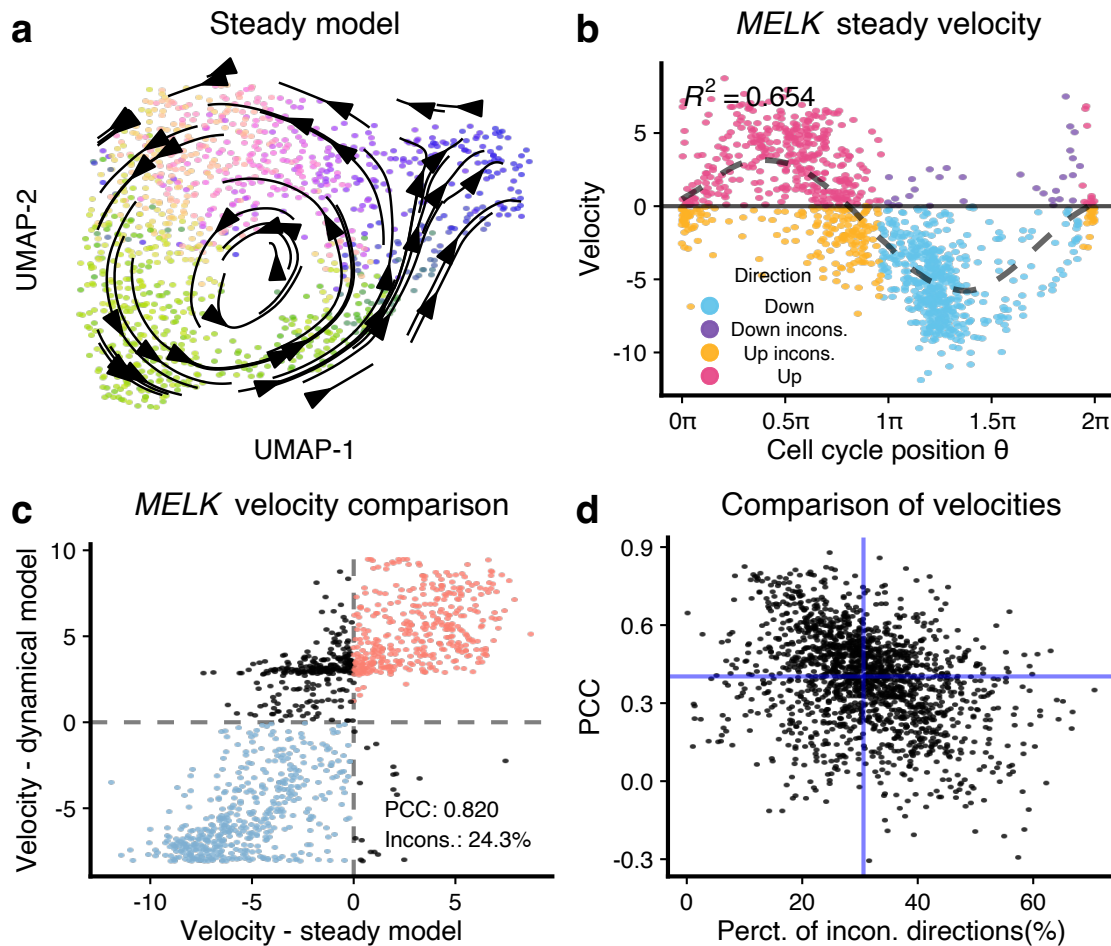 a
Steady model
UMAP-2
UMAP-1
b
MELK steady velocity
R² = 0.654
Velocity
5
0
-5
-10
Direction
Down
Down incons.
Up incons.
Up
0π 0.5π 1π 1.5π 2π
Cell cycle position θ
c
MELK velocity comparison
Velocity - dynamical model
10
5
0
-5
PCC: 0.820
Incons.: 24.3%
-10 -5 0 5
Velocity - steady model
d
Comparison of velocities
PCC
0.9
0.6
0.3
0.0
-0.3
0 20 40 60
Perct. of incon. directions(%)